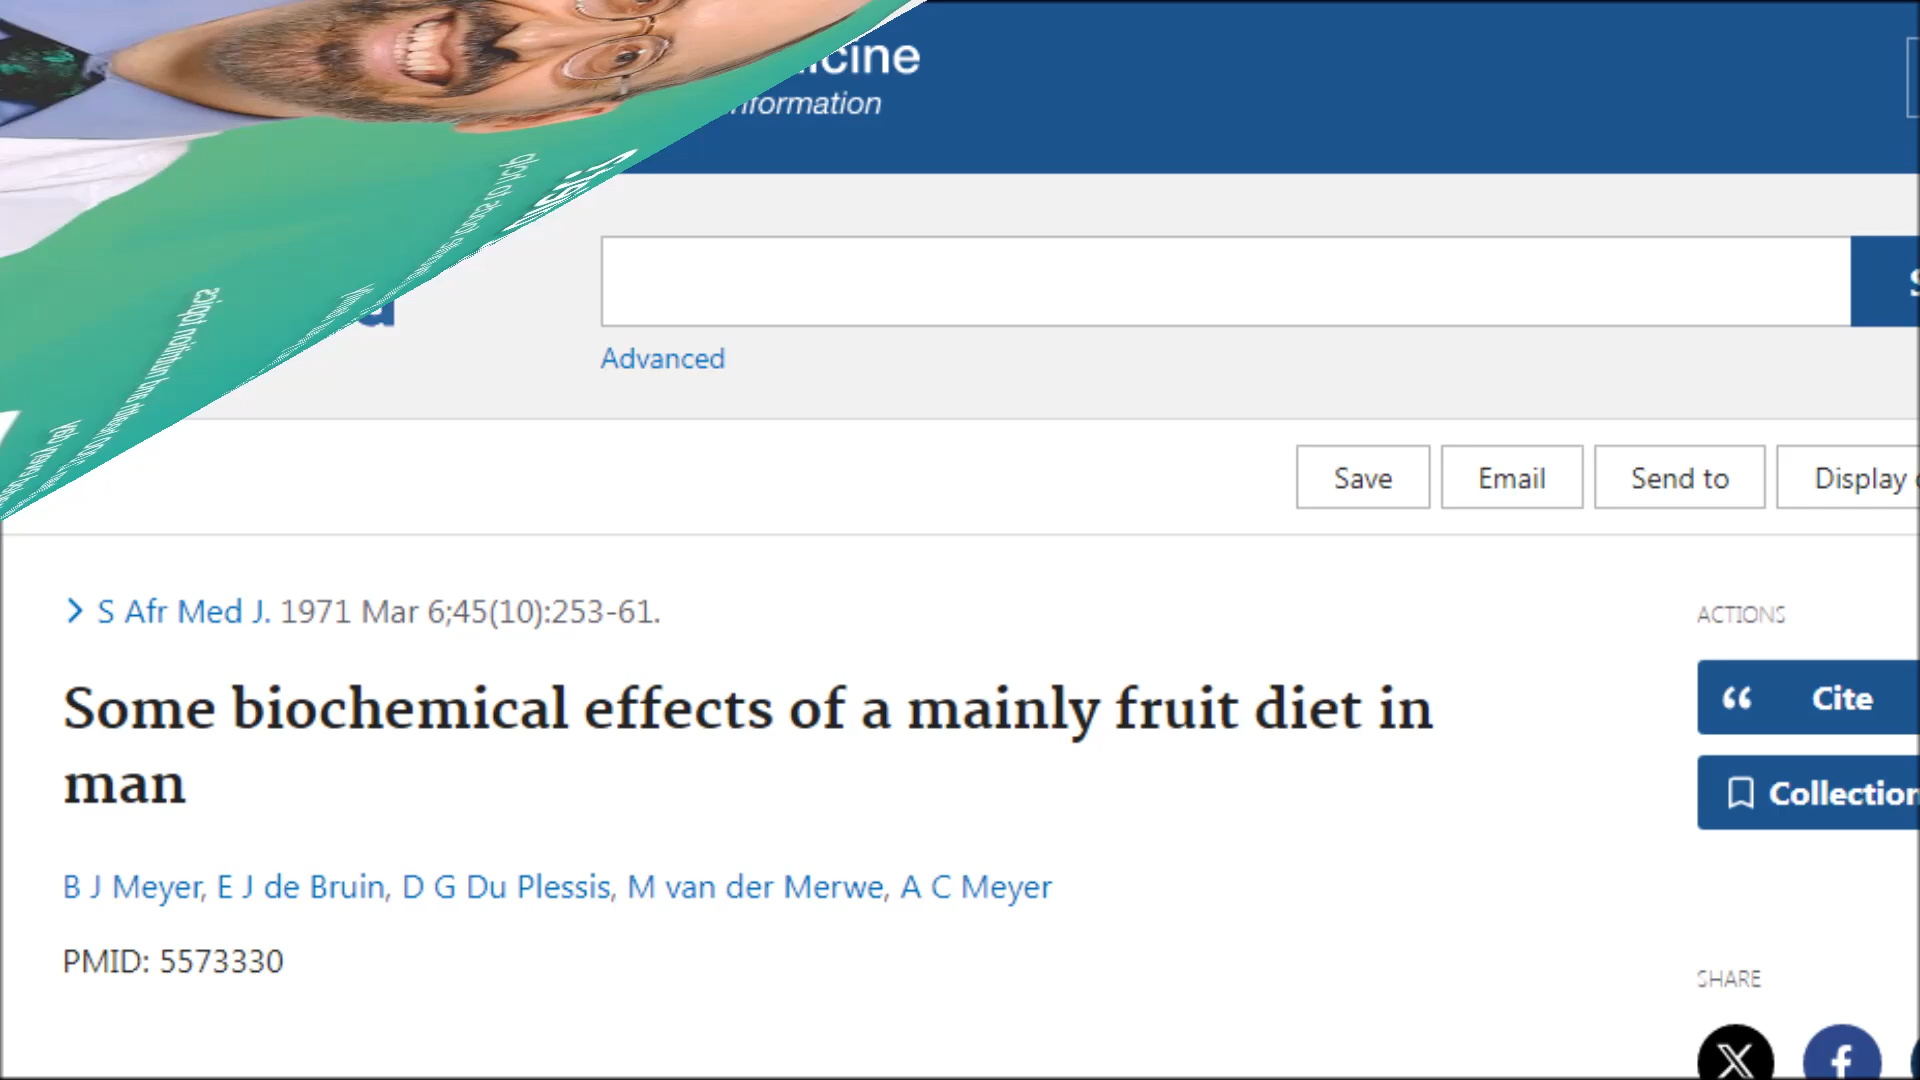 cine
nformation
Advanced
Save
Email
Send to
Display
S Afr Med J. 1971 Mar 6;45(10):253-61.
ACTIONS
Some biochemical effects of a mainly fruit diet in
man
Cite
Collection
B J Meyer, E J de Bruin, D G Du Plessis, M van der Merwe, A C Meyer
PMID: 5573330
SHARE